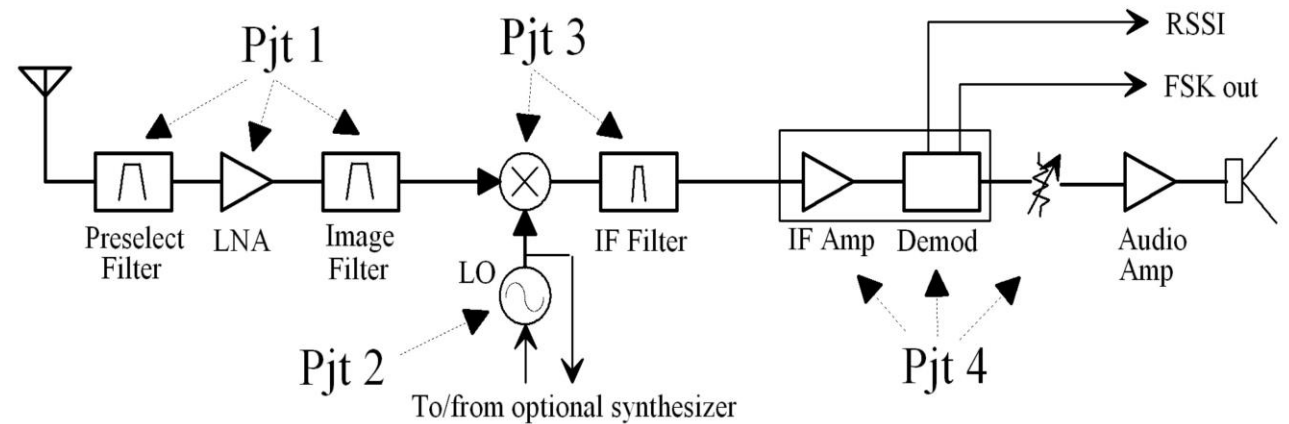 Pjt 1
Pjt 3
RSSI
FSK out
Preselect
Filter
LNA
Image
Filter
IF Filter
IF Amp
Demod
Audio
Amp
LO
Pjt 2
Pjt 4
To/from optional synthesizer